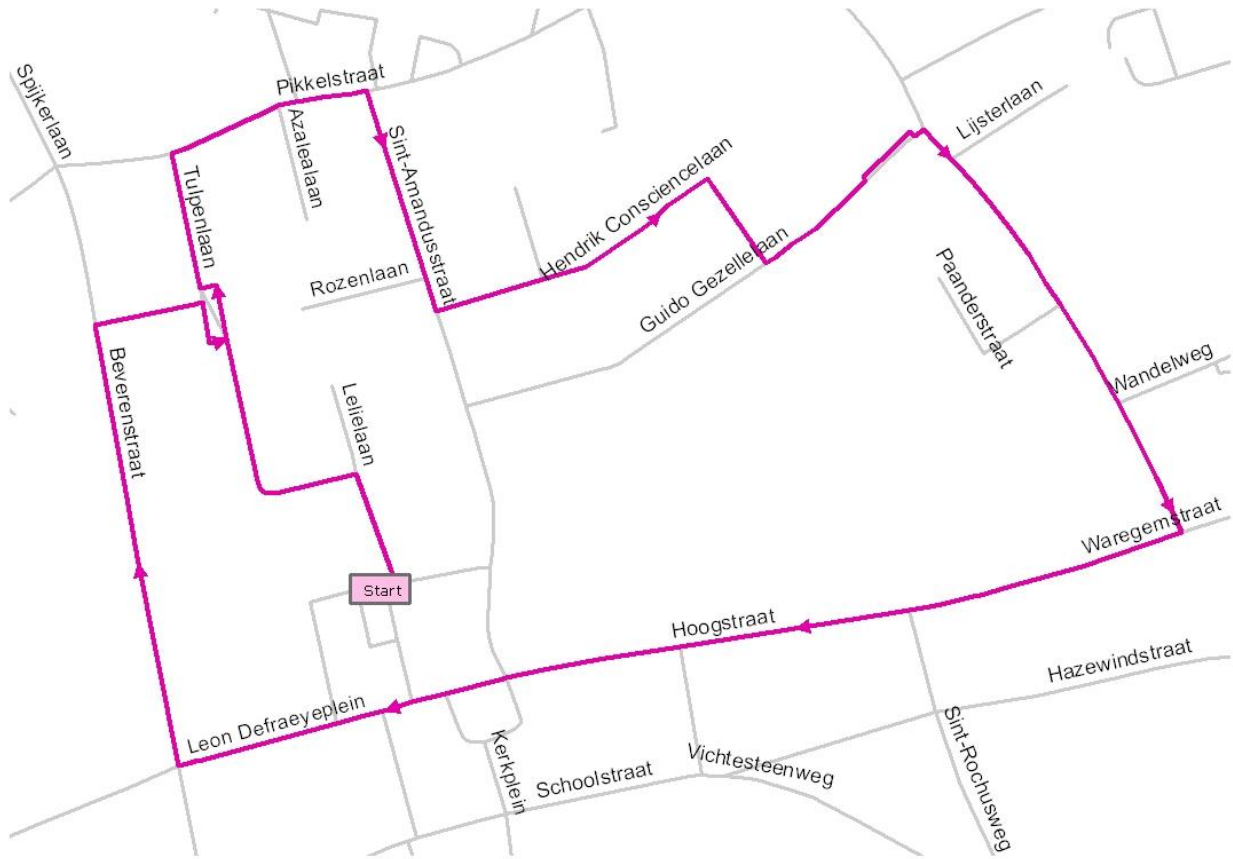 Spijkerlaan
Pikkelstraat
Azalealaan
Sint-Amandusstraat
Lijsterlaan
Tulpenlaan
Hendrik Consciencelaan
Rozenlaan
Guido Gezellelaan
Paanderstraat
Beverenstraat
Lelielaan
Wandelweg
Waregemstraat
Start
Hoogstraat
Hazewindstraat
Leon Defraeyeplein
Kerkplein
Schoolstraat
Vichtesteenweg
Sint-Rochusweg